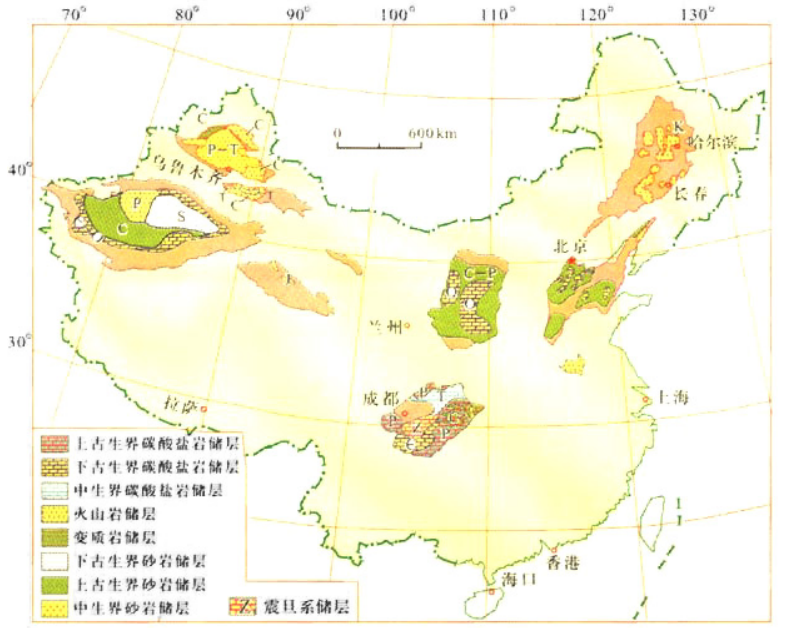 70° 80° 90° 100° 110° 120° 130°
40°
30°
0 600km
C
C
P-T
C
乌鲁木齐
T
C
P
S
C
J
K
哈尔滨
长春
北京
C-P
O
兰州
成都
P T
P
Z
C
P
Є
拉萨
上海
香港
海口
上古生界碳酸盐岩储层
下古生界碳酸盐岩储层
中生界碳酸盐岩储层
火山岩储层
变质岩储层
下古生界砂岩储层
上古生界砂岩储层
中生界砂岩储层
Z 震旦系储层